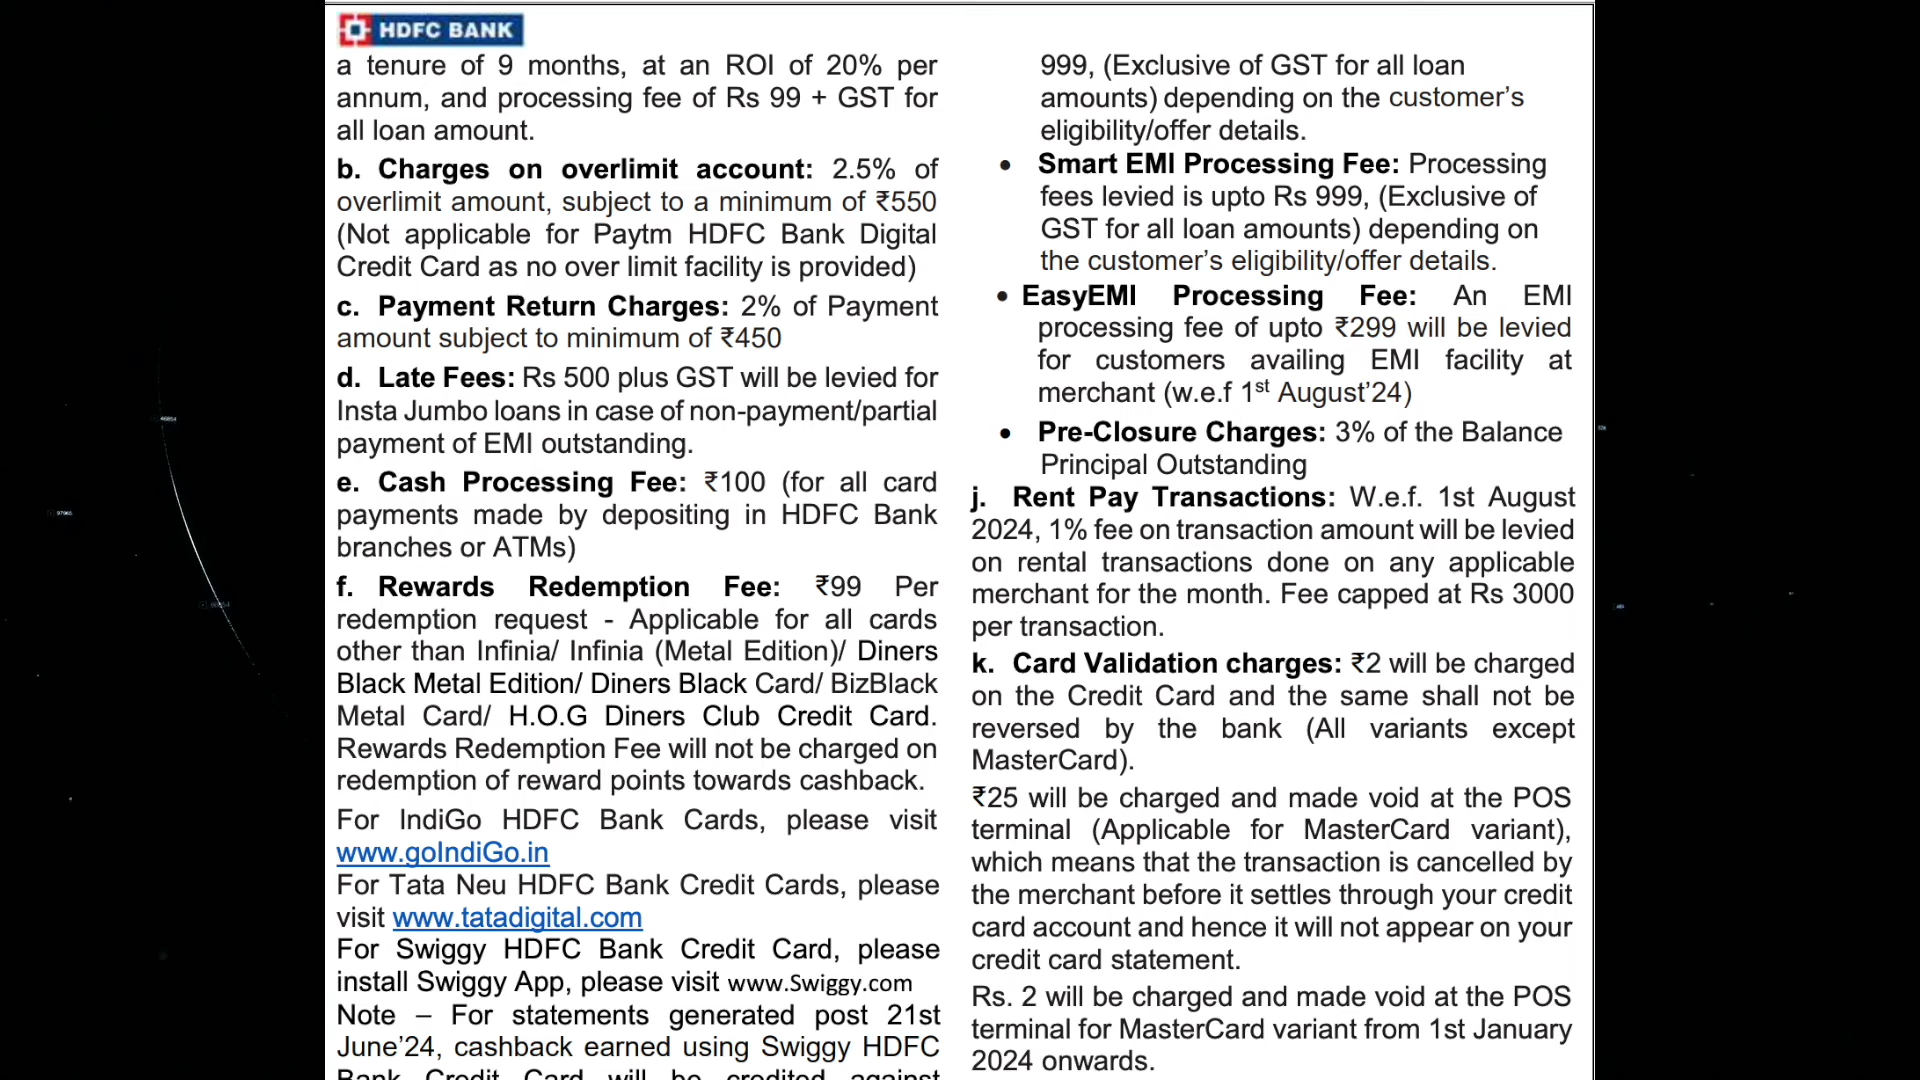 HDFC BANK
a tenure of 9 months, at an ROI of 20% per
annum, and processing fee of Rs 99 + GST for
all loan amount.
b. Charges on overlimit account: 2.5% of
overlimit amount, subject to a minimum of ₹550
(Not applicable for Paytm HDFC Bank Digital
Credit Card as no over limit facility is provided)
c. Payment Return Charges: 2% of Payment
amount subject to minimum of ₹450
d. Late Fees: Rs 500 plus GST will be levied for
Insta Jumbo loans in case of non-payment/partial
payment of EMI outstanding.
e. Cash Processing Fee: ₹100 (for all card
payments made by depositing in HDFC Bank
branches or ATMs)
f. Rewards Redemption Fee: ₹99 Per
redemption request - Applicable for all cards
other than Infinia/ Infinia (Metal Edition)/ Diners
Black Metal Edition/ Diners Black Card/ BizBlack
Metal Card/ H.O.G Diners Club Credit Card.
Rewards Redemption Fee will not be charged on
redemption of reward points towards cashback.
For IndiGo HDFC Bank Cards, please visit
www.goIndiGo.in
For Tata Neu HDFC Bank Credit Cards, please
visit www.tatadigital.com
For Swiggy HDFC Bank Credit Card, please
install Swiggy App, please visit www.Swiggy.com
Note – For statements generated post 21st
June’24, cashback earned using Swiggy HDFC
Bank Credit Card will be credited against
999, (Exclusive of GST for all loan
amounts) depending on the customer’s
eligibility/offer details.
• Smart EMI Processing Fee: Processing
fees levied is upto Rs 999, (Exclusive of
GST for all loan amounts) depending on
the customer’s eligibility/offer details.
• EasyEMI Processing Fee: An EMI
processing fee of upto ₹299 will be levied
for customers availing EMI facility at
merchant (w.e.f 1st August’24)
• Pre-Closure Charges: 3% of the Balance
Principal Outstanding
j. Rent Pay Transactions: W.e.f. 1st August
2024, 1% fee on transaction amount will be levied
on rental transactions done on any applicable
merchant for the month. Fee capped at Rs 3000
per transaction.
k. Card Validation charges: ₹2 will be charged
on the Credit Card and the same shall not be
reversed by the bank (All variants except
MasterCard).
₹25 will be charged and made void at the POS
terminal (Applicable for MasterCard variant),
which means that the transaction is cancelled by
the merchant before it settles through your credit
card account and hence it will not appear on your
credit card statement.
Rs. 2 will be charged and made void at the POS
terminal for MasterCard variant from 1st January
2024 onwards.